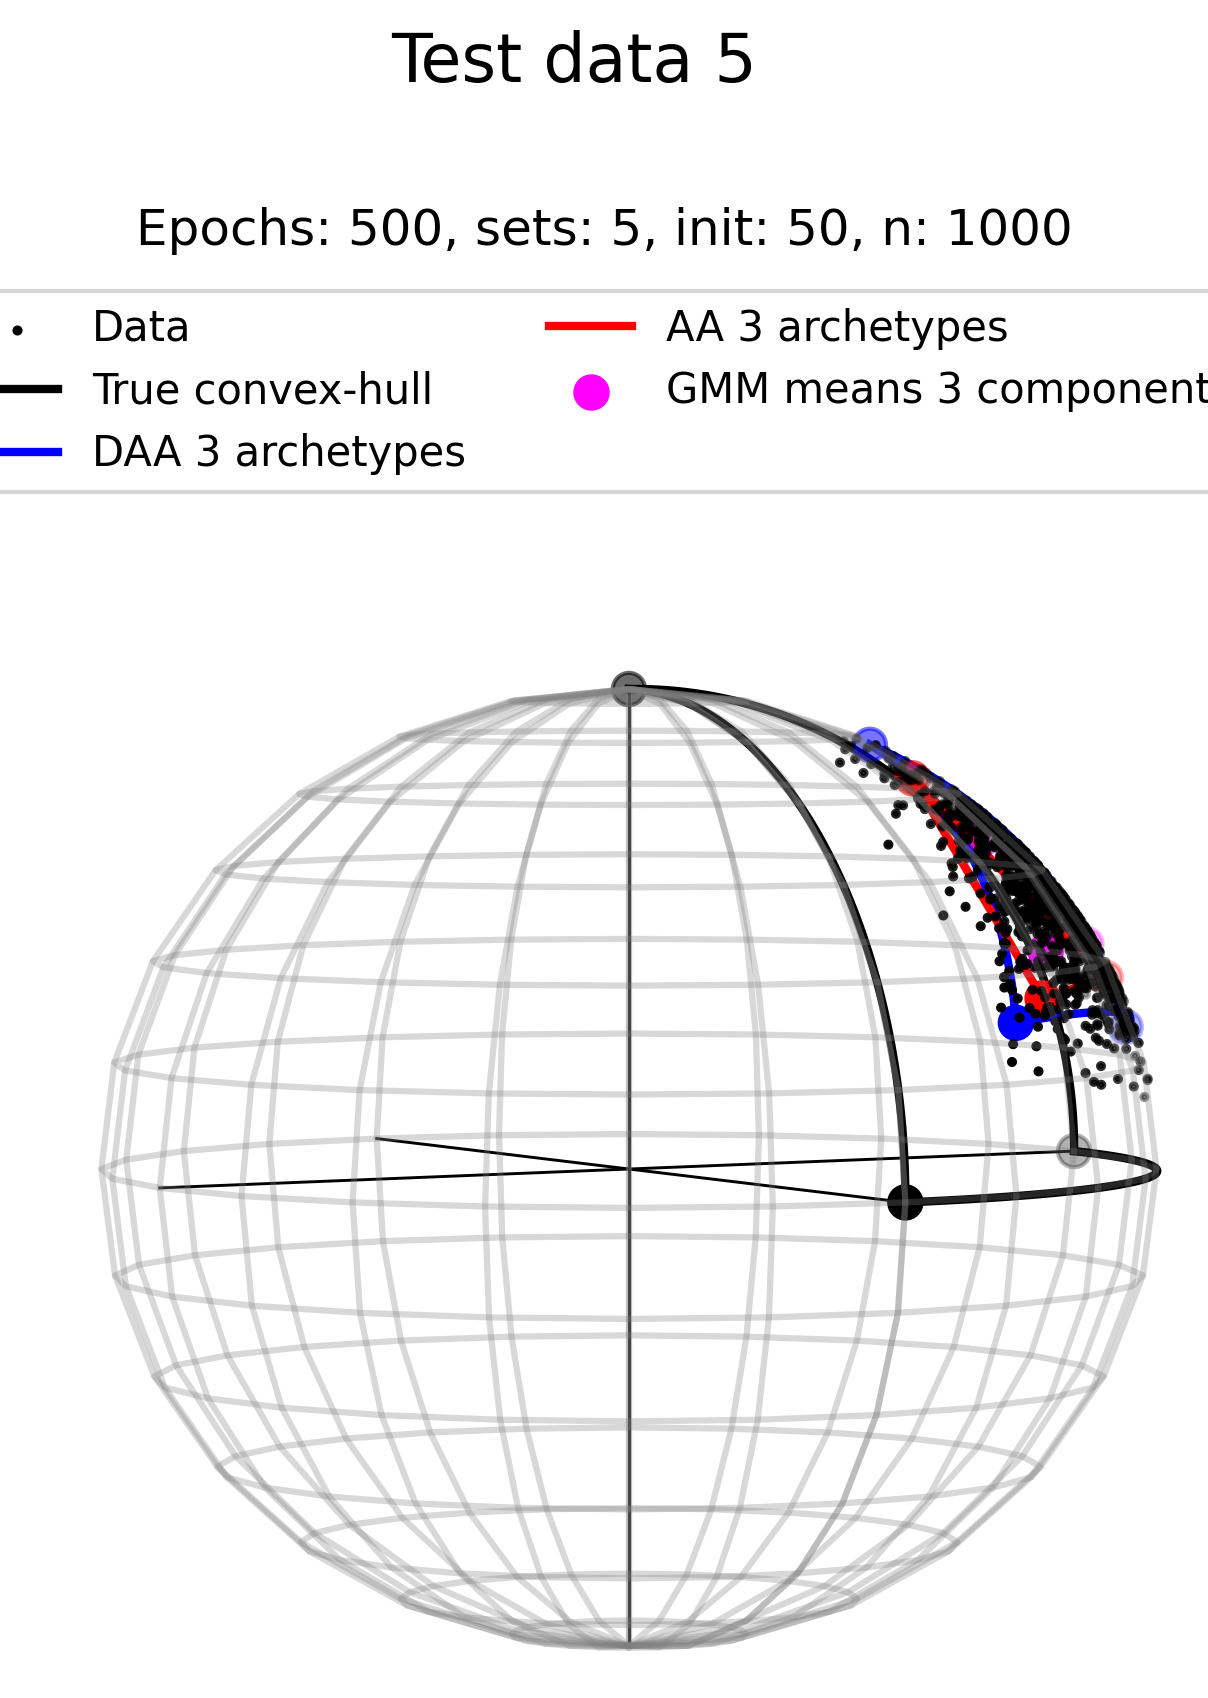 Test data 5
Epochs: 500, sets: 5, init: 50, n: 1000
Data
True convex-hull
DAA 3 archetypes
AA 3 archetypes
GMM means 3 component